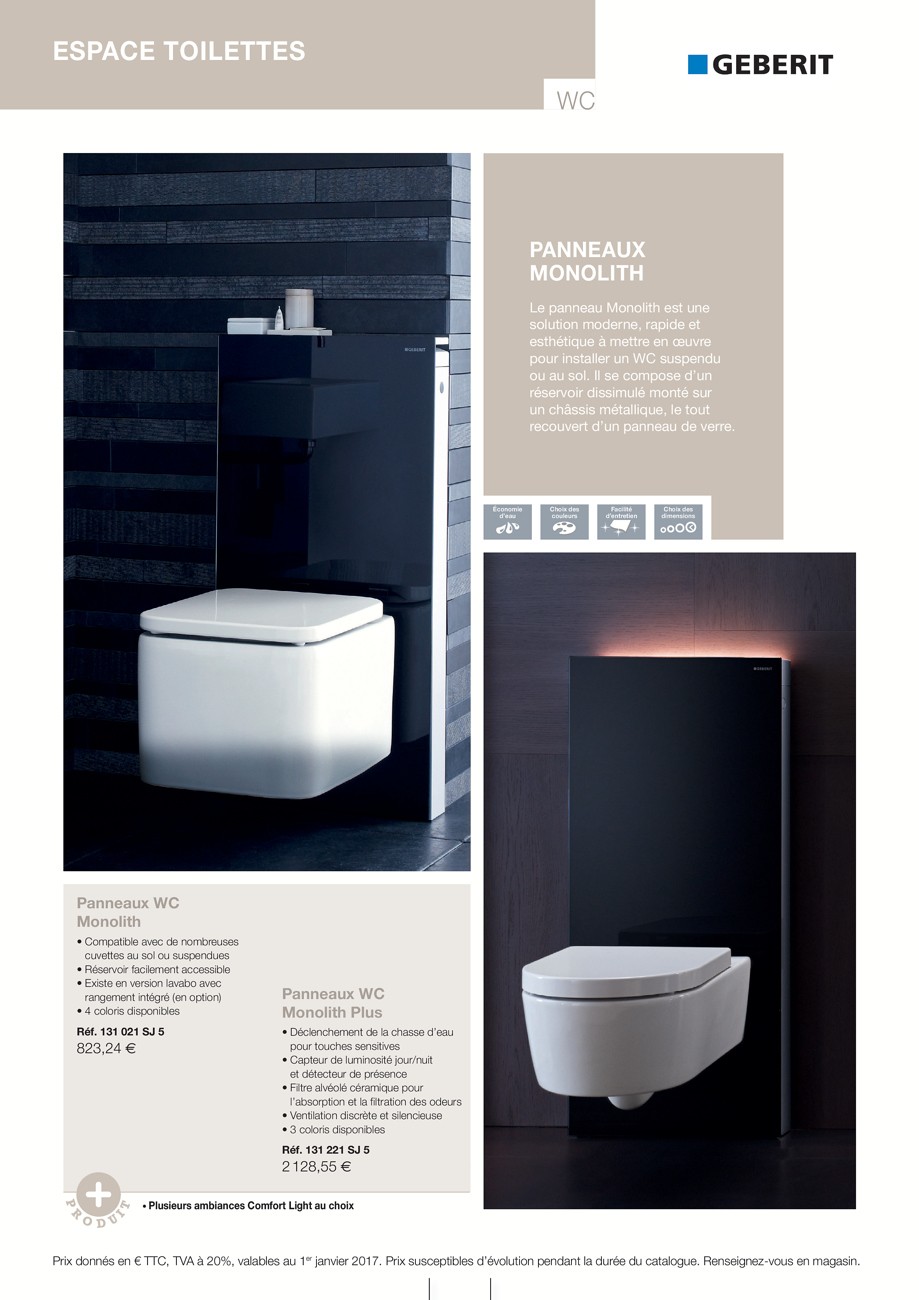 ESPACE TOILETTES
WC
GEBERIT
PANNEAUX
MONOLITH
Le panneau Monolith est une
solution moderne, rapide et
esthétique à mettre en œuvre
pour installer un WC suspendu
ou au sol. Il se compose d'un
réservoir dissimulé monté sur
un châssis métallique, le tout
recouvert d'un panneau de verre.
Économie
d'eau
Choix des
couleurs
Facilité
d'entretien
Choix des
dimensions
GEBERIT
GEBERIT
Panneaux WC
Monolith
• Compatible avec de nombreuses
cuvettes au sol ou suspendues
• Réservoir facilement accessible
• Existe en version lavabo avec
rangement intégré (en option)
• 4 coloris disponibles
Réf. 131 021 SJ 5
823,24 €
Panneaux WC
Monolith Plus
• Déclenchement de la chasse d'eau
pour touches sensitives
• Capteur de luminosité jour/nuit
et détecteur de présence
• Filtre alvéolé céramique pour
l'absorption et la filtration des odeurs
• Ventilation discrète et silencieuse
• 3 coloris disponibles
Réf. 131 221 SJ 5
2 128,55 €
+
PRODUIT
• Plusieurs ambiances Comfort Light au choix
Prix donnés en € TTC, TVA à 20%, valables au 1er janvier 2017. Prix susceptibles d'évolution pendant la durée du catalogue. Renseignez-vous en magasin.